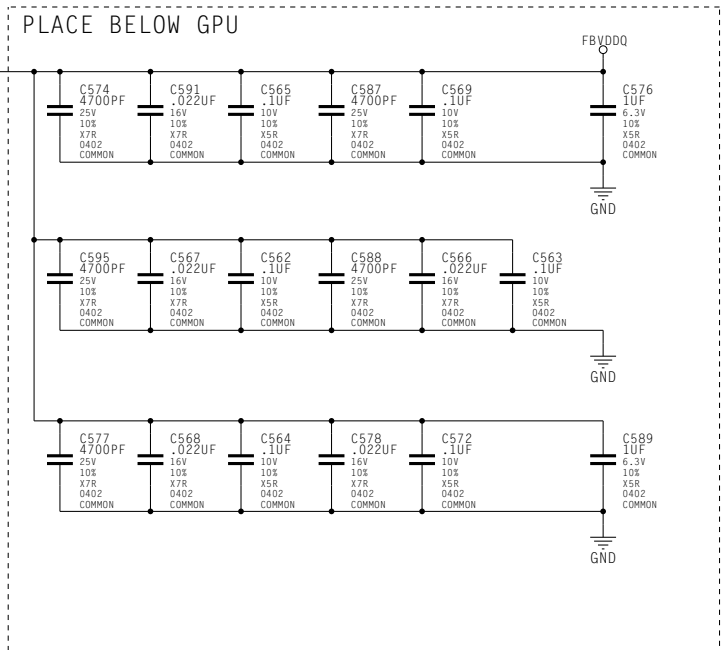 PLACE BELOW GPU
FBVDDQ
C574
4700PF
25V
10%
X7R
0402
COMMON
C591
.022UF
16V
10%
X7R
0402
COMMON
C565
.1UF
10V
10%
X5R
0402
COMMON
C587
4700PF
25V
10%
X7R
0402
COMMON
C569
.1UF
10V
10%
X5R
0402
COMMON
C576
1UF
6.3V
10%
X5R
0402
COMMON
GND
C595
4700PF
25V
10%
X7R
0402
COMMON
C567
.022UF
16V
10%
X7R
0402
COMMON
C562
.1UF
10V
10%
X5R
0402
COMMON
C588
4700PF
25V
10%
X7R
0402
COMMON
C566
.022UF
16V
10%
X7R
0402
COMMON
C563
.1UF
10V
10%
X5R
0402
COMMON
GND
C577
4700PF
25V
10%
X7R
0402
COMMON
C568
.022UF
16V
10%
X7R
0402
COMMON
C564
.1UF
10V
10%
X5R
0402
COMMON
C578
.022UF
16V
10%
X7R
0402
COMMON
C572
.1UF
10V
10%
X5R
0402
COMMON
C589
1UF
6.3V
10%
X5R
0402
COMMON
GND